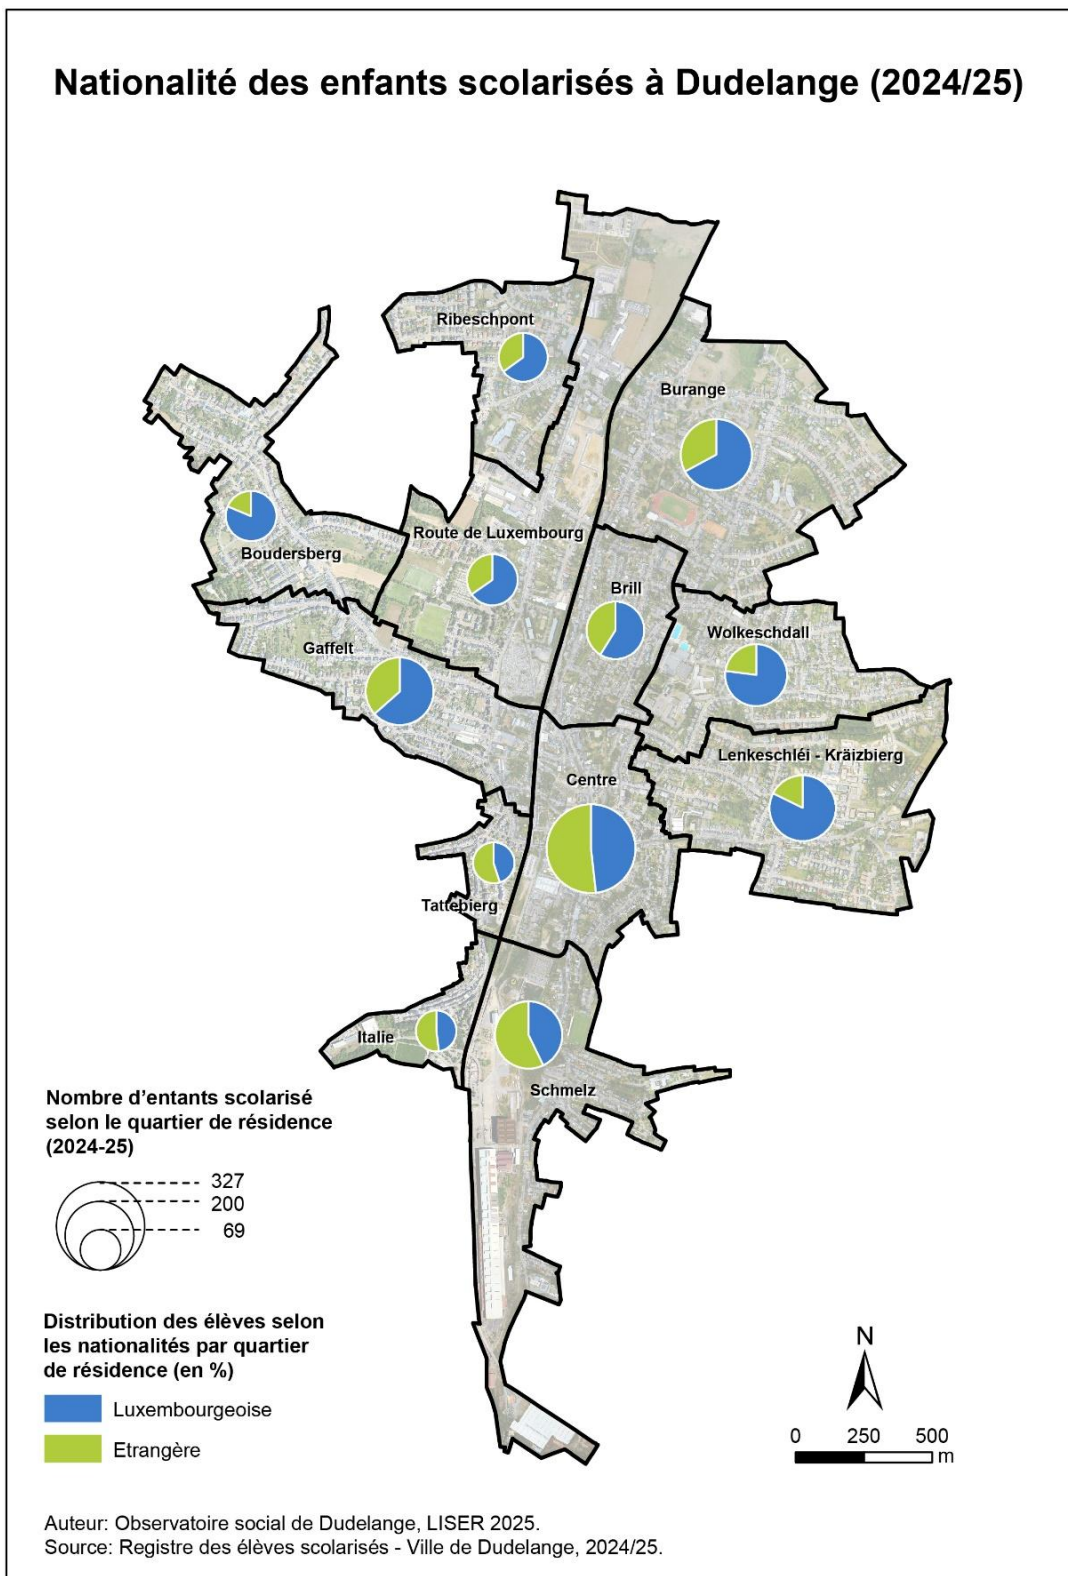 Nationalité des enfants scolarisés à Dudelange (2024/25)
Ribeschpont
Burange
Route de Luxembourg
Boudersberg
Brill
Wolkeschdall
Gaffelt
Lenkeschléi - Kräizbierg
Centre
Tattebierg
Italie
Schmelz
Nombre d'entants scolarisé
selon le quartier de résidence
(2024-25)
327
200
69
Distribution des élèves selon
les nationalités par quartier
de résidence (en %)
Luxembourgeoise
Etrangère
N
0 250 500
m
Auteur: Observatoire social de Dudelange, LISER 2025.
Source: Registre des élèves scolarisés - Ville de Dudelange, 2024/25.